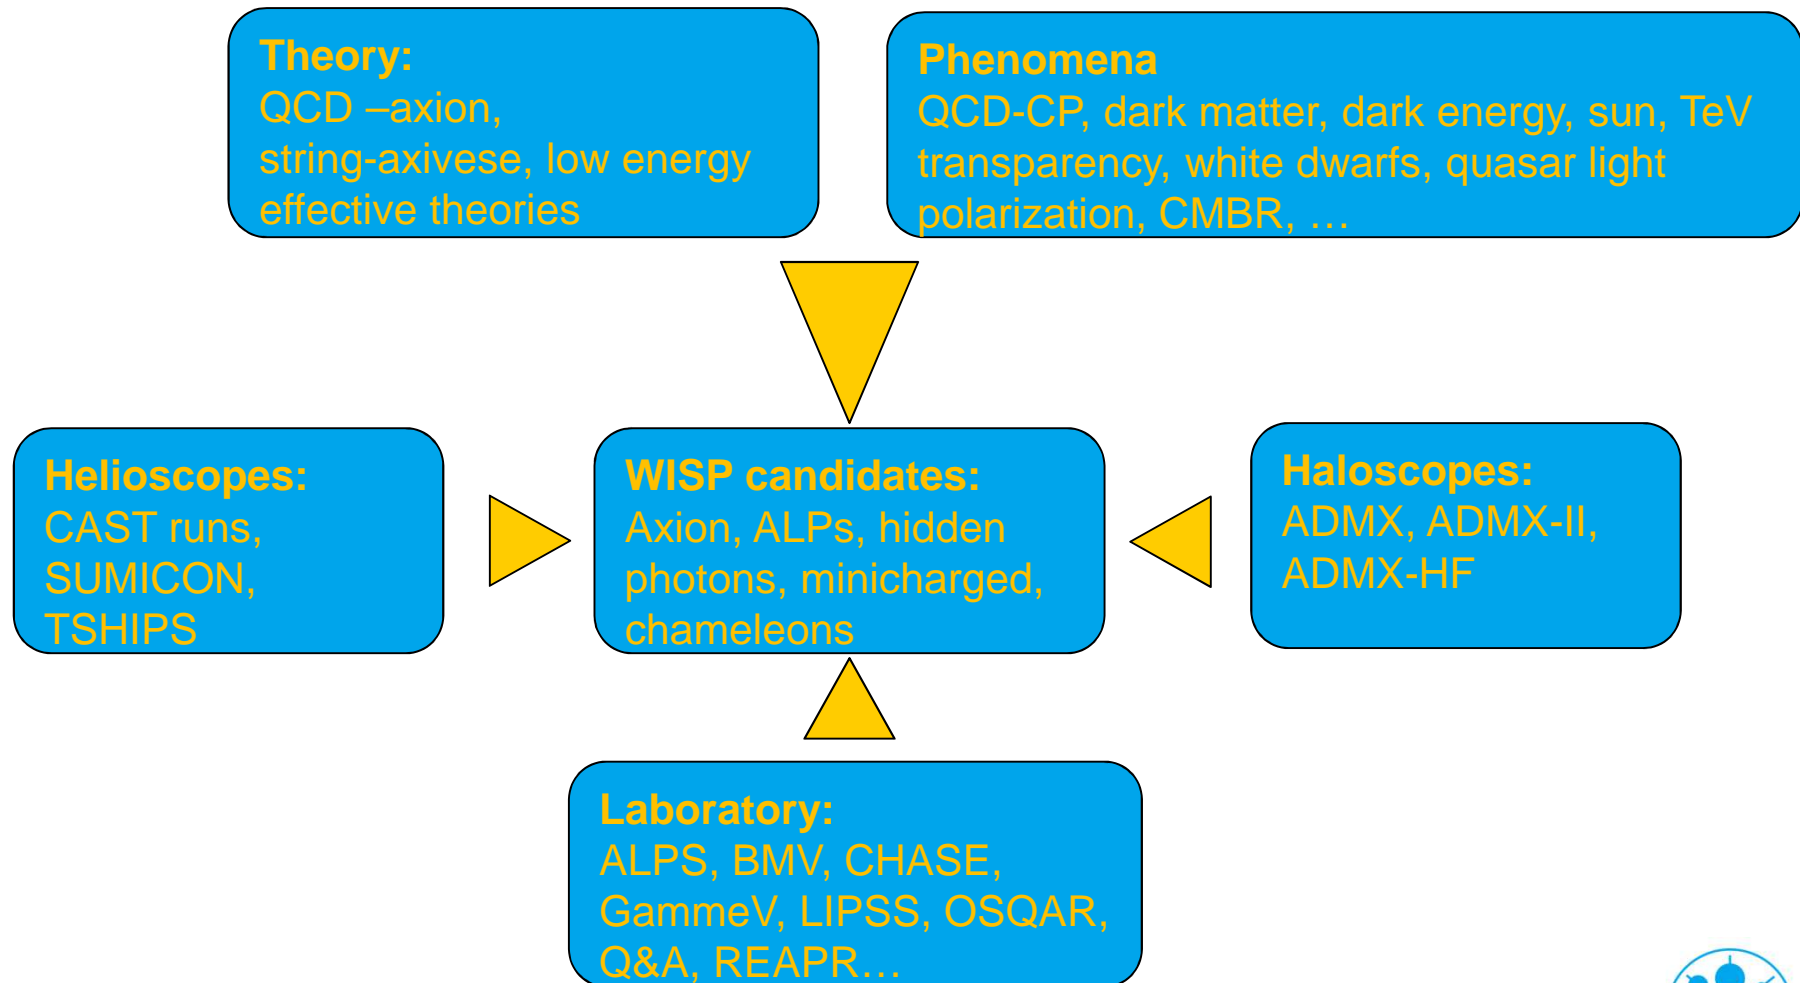 Theory:
QCD –axion,
string-axivese, low energy
effective theories
Phenomena
QCD-CP, dark matter, dark energy, sun, TeV
transparency, white dwarfs, quasar light
polarization, CMBR, …
Helioscopes:
CAST runs,
SUMICON,
TSHIPS
WISP candidates:
Axion, ALPs, hidden
photons, minicharged,
chameleons
Haloscopes:
ADMX, ADMX-II,
ADMX-HF
Laboratory:
ALPS, BMV, CHASE,
GammeV, LIPSS, OSQAR,
Q&A, REAPR…